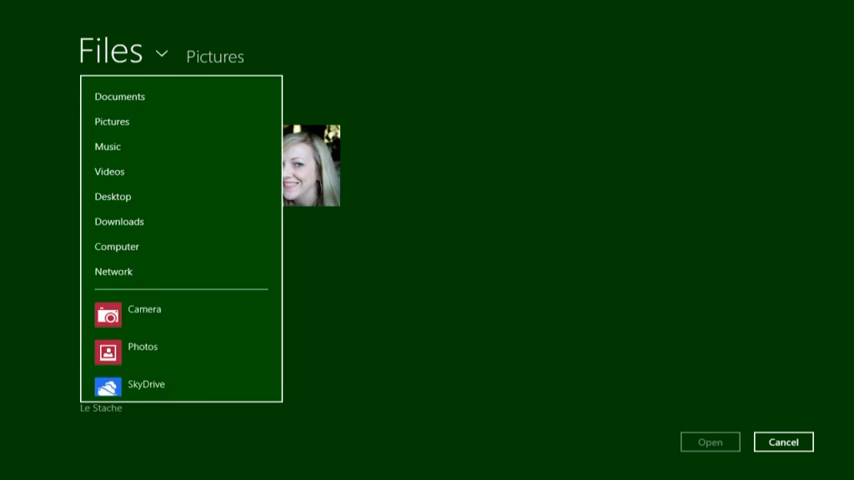 Files Pictures
Documents
Pictures
Music
Videos
Desktop
Downloads
Computer
Network
Camera
Photos
SkyDrive
Le Stache
Open Cancel